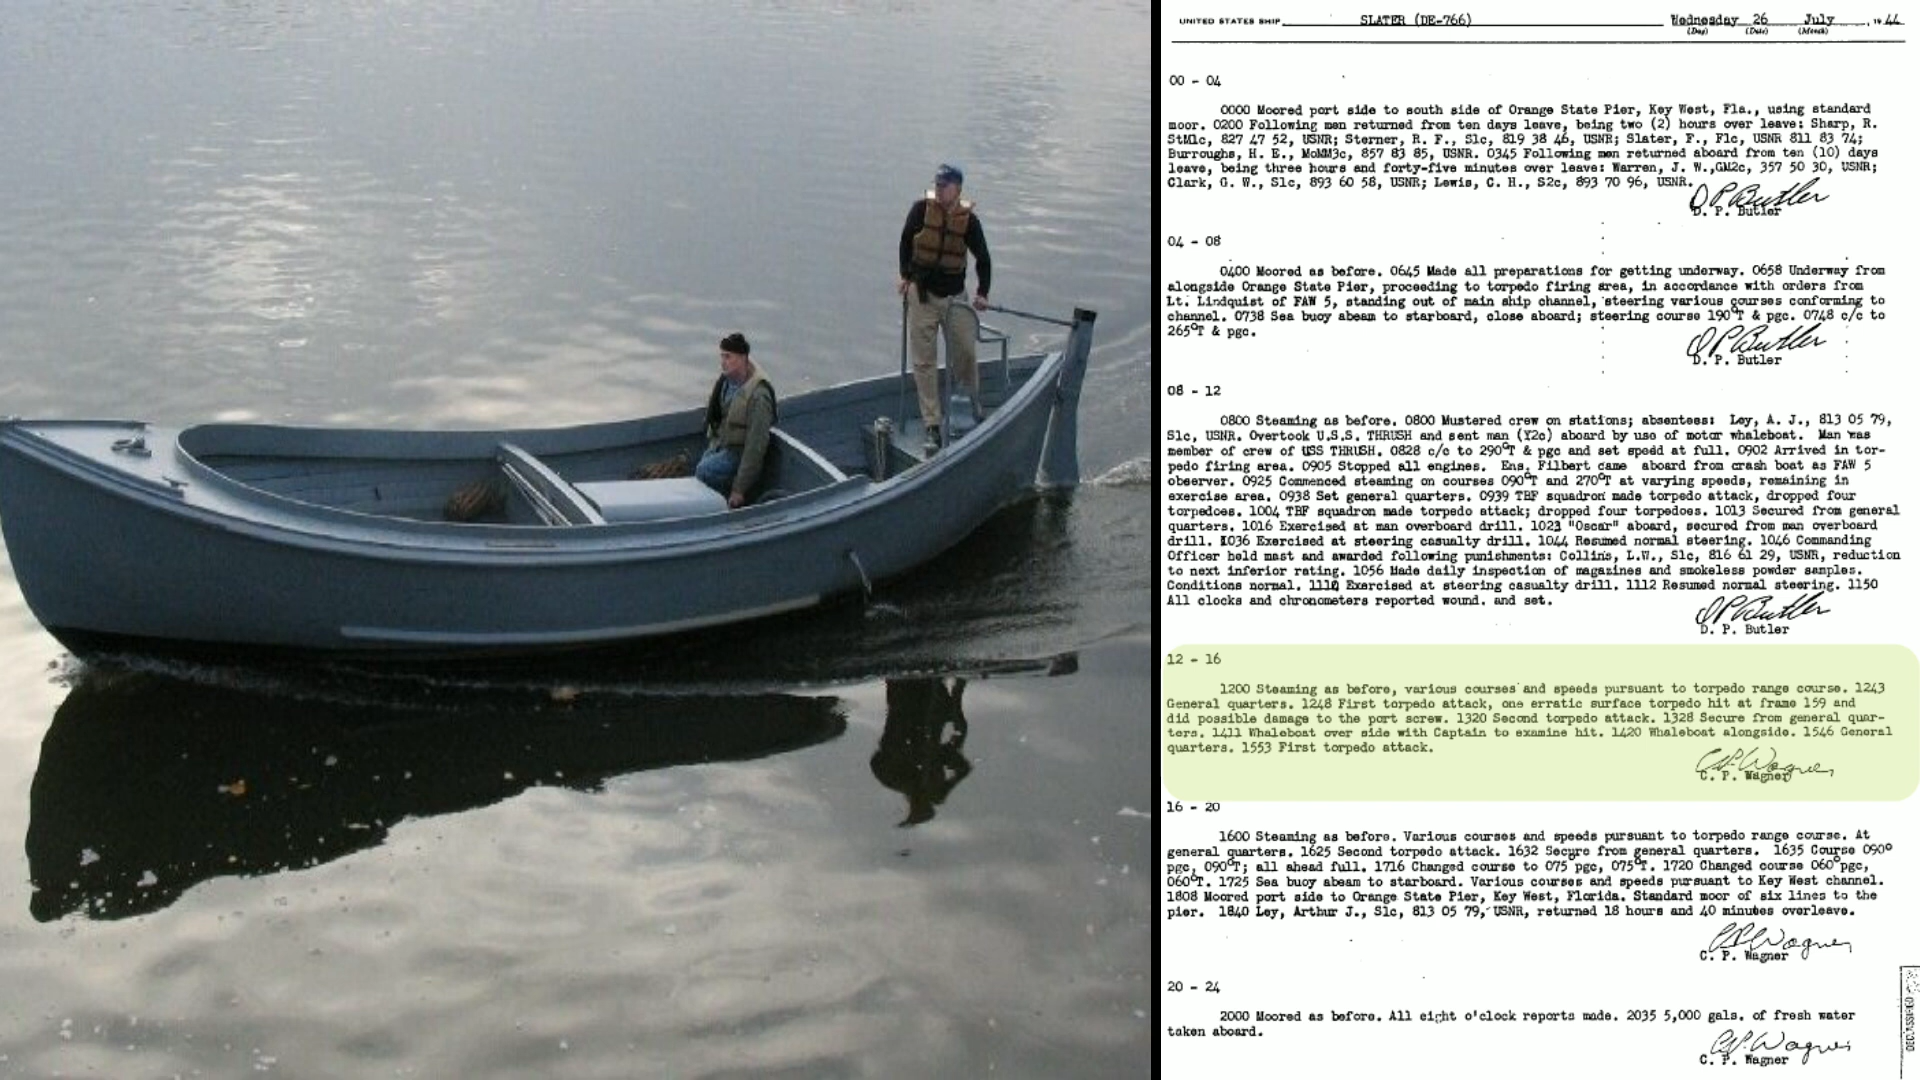 UNITED STATES SHIP SLATER (DE-766) Wednesday 26 July, 1944
(Day) (Date) (Month)
00 - 04
0000 Moored port side to south side of Orange State Pier, Key West, Fla., using standard
moor. 0200 Following men returned from ten days leave, being two (2) hours over leave: Sharp, R.
StM1c, 827 47 52, USNR; Sterner, R. F., S1c, 819 38 46, USNR; Slater, F., F1c, USNR 811 83 74;
Burroughs, H. E., MoMM3c, 857 83 85, USNR. 0345 Following men returned aboard from ten (10) days
leave, being three hours and forty-five minutes over leave: Warren, J. W.,GM2c, 357 50 30, USNR;
Clark, G. W., S1c, 893 60 58, USNR; Lewis, C. H., S2c, 893 70 96, USNR.
D P Butler
D. P. Butler
04 - 08
0400 Moored as before. 0645 Made all preparations for getting underway. 0658 Underway from
alongside Orange State Pier, proceeding to torpedo firing area, in accordance with orders from
Lt. Lindquist of FAW 5, standing out of main ship channel, steering various courses conforming to
channel. 0738 Sea buoy abeam to starboard, close aboard; steering course 190°T & pgc. 0748 c/c to
265°T & pgc.
D P Butler
D. P. Butler
08 - 12
0800 Steaming as before. 0800 Mustered crew on stations; absentees: Ley, A. J., 813 05 79,
S1c, USNR. Overtook U.S.S. THRUSH and sent man (Y2c) aboard by use of motor whaleboat. Man was
member of crew of USS THRUSH. 0828 c/c to 290°T & pgc and set speed at full. 0902 Arrived in tor-
pedo firing area. 0905 Stopped all engines. Ens. Filbert came aboard from crash boat as FAW 5
observer. 0925 Commenced steaming on courses 090°T and 270°T at varying speeds, remaining in
exercise area. 0938 Set general quarters. 0939 TBF squadron made torpedo attack, dropped four
torpedoes. 1004 TBF squadron made torpedo attack; dropped four torpedoes. 1013 Secured from general
quarters. 1016 Exercised at man overboard drill. 1023 "Oscar" aboard, secured from man overboard
drill. 1036 Exercised at steering casualty drill. 1044 Resumed normal steering. 1046 Commanding
Officer held mast and awarded following punishments: Collins, L.W., S1c, 816 61 29, USNR, reduction
to next inferior rating. 1056 Made daily inspection of magazines and smokeless powder samples.
Conditions normal. 1110 Exercised at steering casualty drill. 1112 Resumed normal steering. 1150
All clocks and chronometers reported wound. and set.
D P Butler
D. P. Butler
12 - 16
1200 Steaming as before, various courses and speeds pursuant to torpedo range course. 1243
General quarters. 1248 First torpedo attack, one erratic surface torpedo hit at frame 159 and
did possible damage to the port screw. 1320 Second torpedo attack. 1328 Secure from general quar-
ters. 1411 Whaleboat over side with Captain to examine hit. 1420 Whaleboat alongside. 1546 General
quarters. 1553 First torpedo attack.
C.P. Wagner
C. P. Wagner
16 - 20
1600 Steaming as before. Various courses and speeds pursuant to torpedo range course. At
general quarters. 1625 Second torpedo attack. 1632 Secure from general quarters. 1635 Course 090°
pgc, 090°T; all ahead full. 1716 Changed course to 075 pgc, 075°T. 1720 Changed course 060°pgc,
060°T. 1725 Sea buoy abeam to starboard. Various courses and speeds pursuant to Key West channel.
1808 Moored port side to Orange State Pier, Key West, Florida. Standard moor of six lines to the
pier. 1840 Ley, Arthur J., S1c, 813 05 79, USNR, returned 18 hours and 40 minutes overleave.
C P Wagner
C. P. Wagner
20 - 24
2000 Moored as before. All eight o'clock reports made. 2035 5,000 gals. of fresh water
taken aboard.
C.P. Wagner
C. P. Wagner
DECLASSIFIED